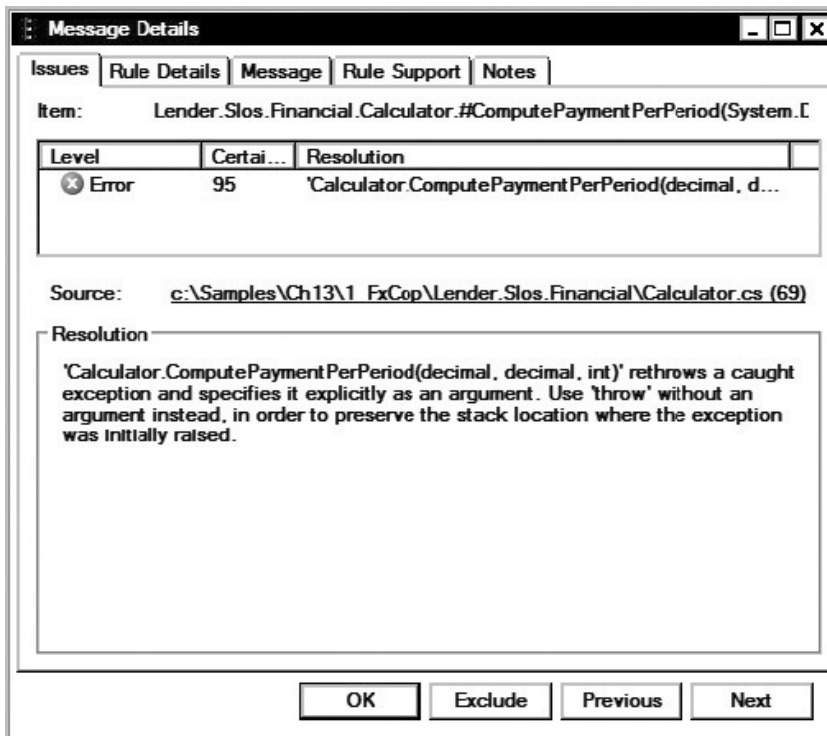 Message Details
Issues Rule Details Message Rule Support Notes
Item: Lender.Slos.Financial.Calculator.#ComputePaymentPerPeriod(System.D
Level Certai... Resolution
Error 95 'Calculator.ComputePaymentPerPeriod(decimal, d...
Source: c:\Samples\Ch13\1_FxCop\Lender.Slos.Financial\Calculator.cs (69)
Resolution
'Calculator.ComputePaymentPerPeriod(decimal, decimal, int)' rethrows a caught
exception and specifies it explicitly as an argument. Use 'throw' without an
argument instead, in order to preserve the stack location where the exception
was initially raised.
OK Exclude Previous Next